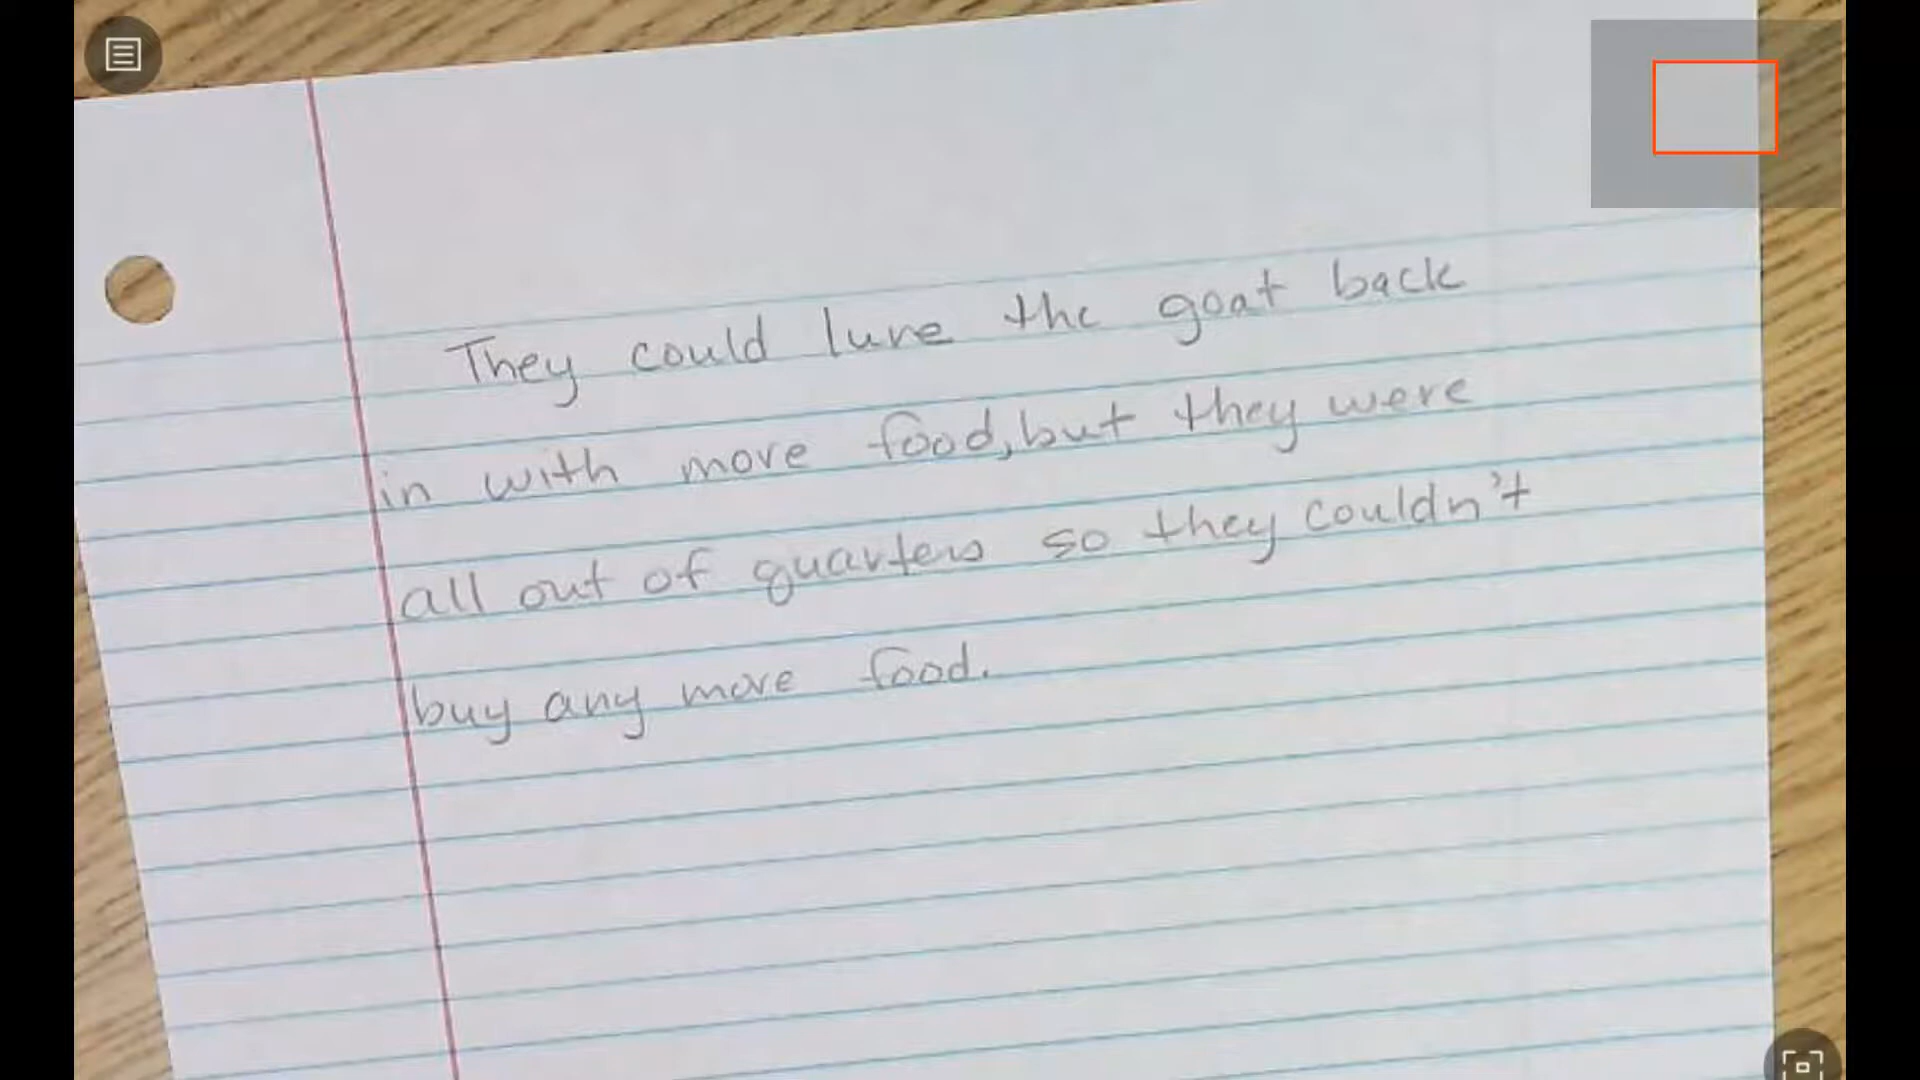 They could lure the goat back
in with more food, but they were
all out of quarters so they couldn't
buy any more food.